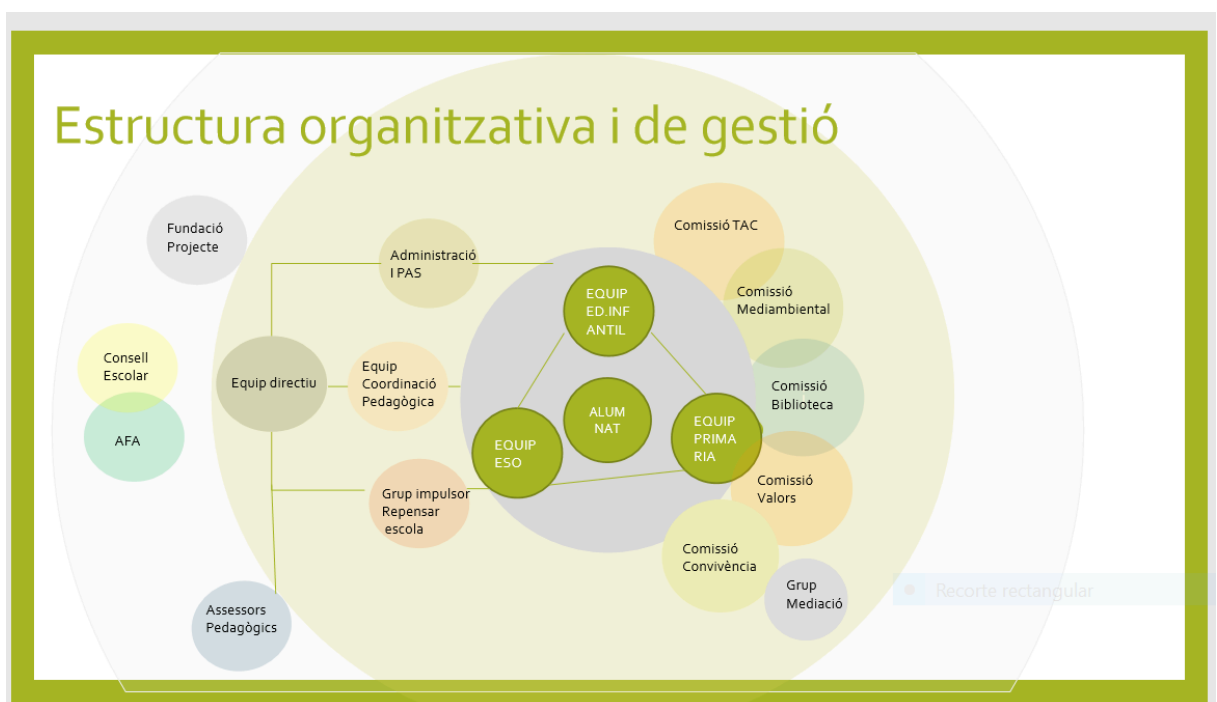 Estructura organitzativa i de gestió
Fundació
Projecte
Consell
Escolar
AFA
Equip directiu
Administració
I PAS
Equip
Coordinació
Pedagògica
Grup impulsor
Repensar
escola
Assessors
Pedagògics
EQUIP
ED.INF
ANTIL
ALUM
NAT
EQUIP
ESO
EQUIP
PRIMA
RIA
Comissió TAC
Comissió
Mediambiental
Comissió
Biblioteca
Comissió
Valors
Comissió
Convivència
Grup
Mediació
Recorte rectangular